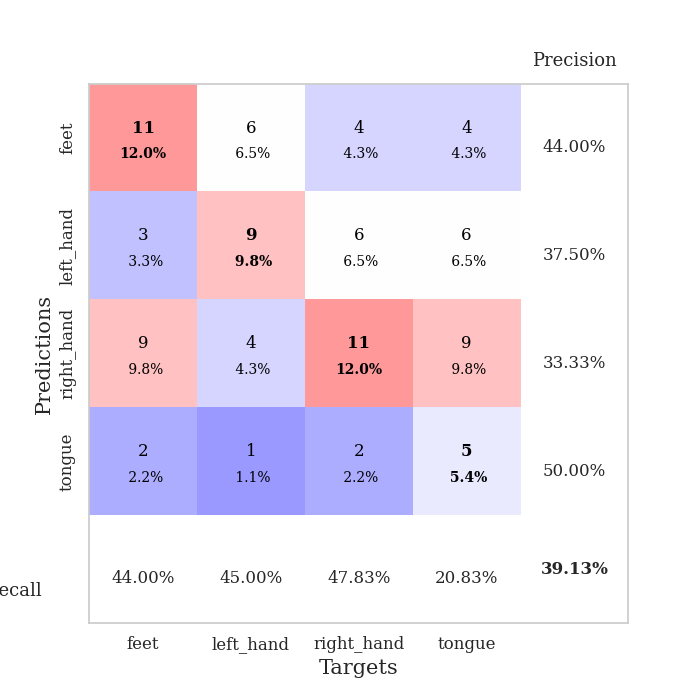 Precision
feet
11 6 4 4
12.0% 6.5% 4.3% 4.3%
44.00%
left_hand
3 9 6 6
3.3% 9.8% 6.5% 6.5%
37.50%
Predictions
right_hand
9 4 11 9
9.8% 4.3% 12.0% 9.8%
33.33%
tongue
2 1 2 5
2.2% 1.1% 2.2% 5.4%
50.00%
ecall
44.00% 45.00% 47.83% 20.83%
39.13%
feet left_hand right_hand tongue
Targets